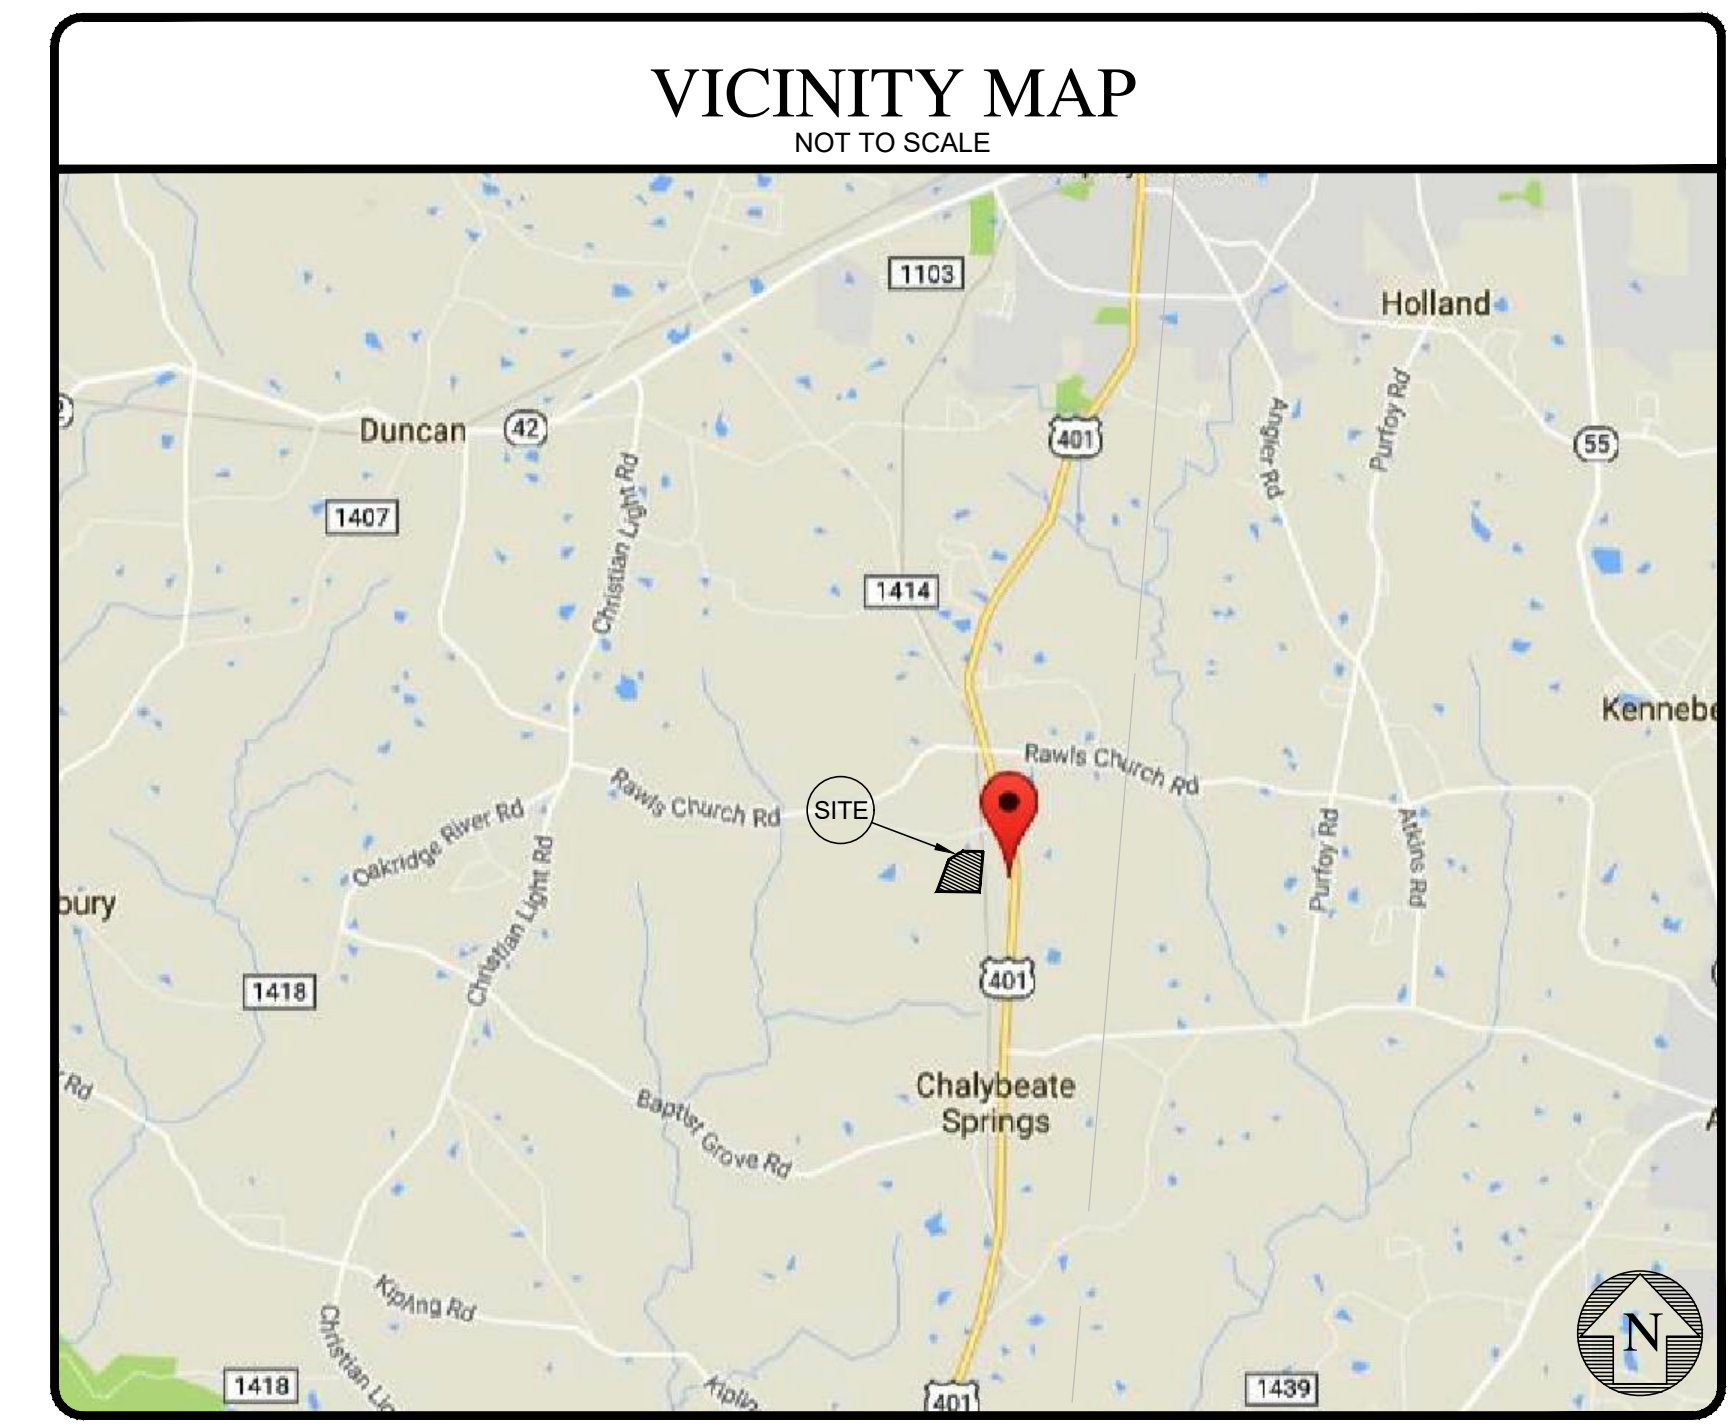 VICINITY MAP
NOT TO SCALE
1103
Holland
Duncan
42
401
Angier Rd
Purfoy Rd
55
1407
Christian Light Rd
1414
Kennebe
Rawls Church Rd
Rawls Church Rd
SITE
Oakridge River Rd
Christian Light Rd
Purfoy Rd
Atkins Rd
bury
1418
401
Rd
Chalybeate
Springs
Baptist Grove Rd
Kipling Rd
Christian Lig
Kiplin
N
1418
401
1439